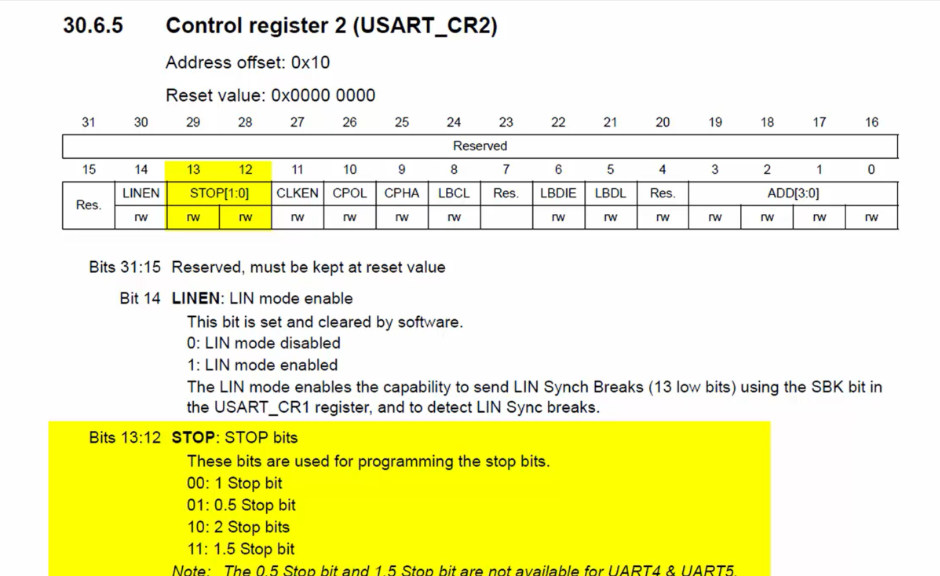 30.6.5 Control register 2 (USART_CR2)
Address offset: 0x10
Reset value: 0x0000 0000
31 30 29 28 27 26 25 24 23 22 21 20 19 18 17 16
Reserved
15 14 13 12 11 10 9 8 7 6 5 4 3 2 1 0
Res. LINEN STOP[1:0] CLKEN CPOL CPHA LBCL Res. LBDIE LBDL Res. ADD[3:0]
rw rw rw rw rw rw rw rw rw rw rw rw rw
Bits 31:15 Reserved, must be kept at reset value
Bit 14 LINEN: LIN mode enable
This bit is set and cleared by software.
0: LIN mode disabled
1: LIN mode enabled
The LIN mode enables the capability to send LIN Synch Breaks (13 low bits) using the SBK bit in
the USART_CR1 register, and to detect LIN Sync breaks.
Bits 13:12 STOP: STOP bits
These bits are used for programming the stop bits.
00: 1 Stop bit
01: 0.5 Stop bit
10: 2 Stop bits
11: 1.5 Stop bit
Note: The 0.5 Stop bit and 1.5 Stop bit are not available for UART4 & UART5.